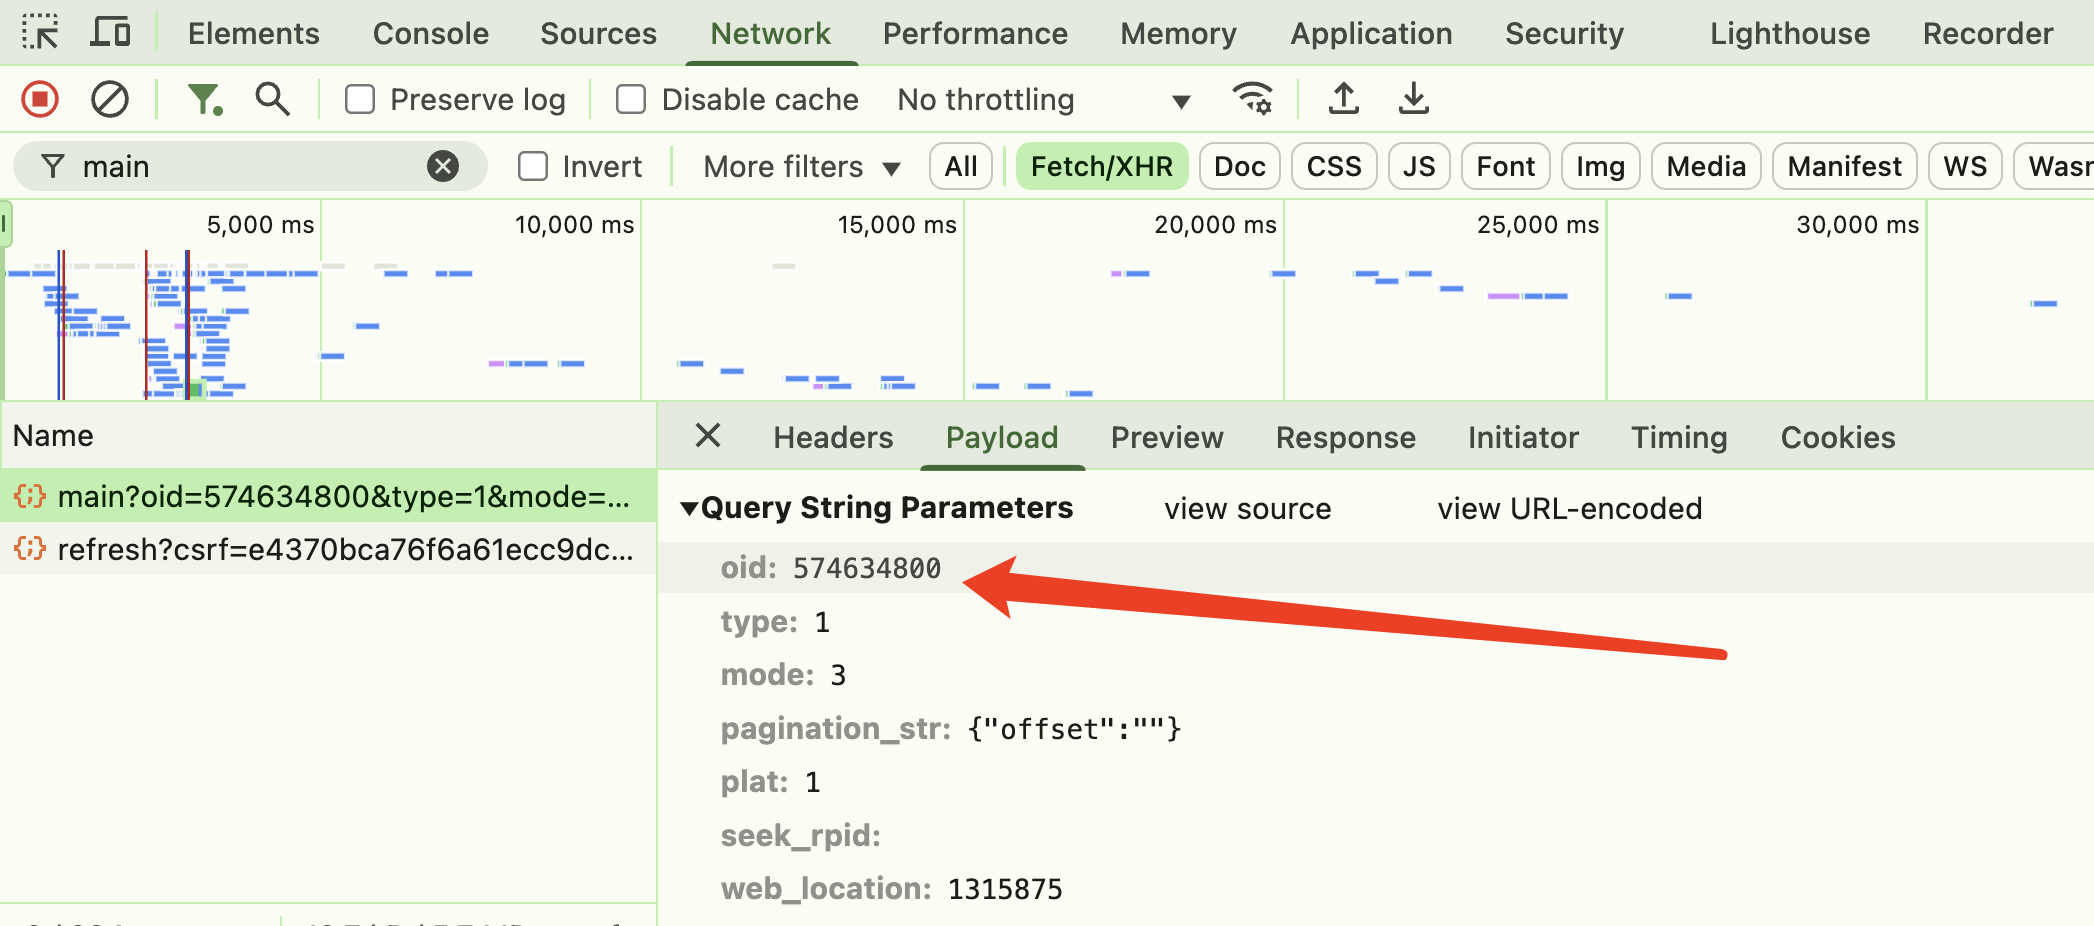 Elements Console Sources Network Performance Memory Application Security Lighthouse Recorder
Preserve log Disable cache No throttling
main Invert More filters All Fetch/XHR Doc CSS JS Font Img Media Manifest WS
5,000 ms 10,000 ms 15,000 ms 20,000 ms 25,000 ms 30,000 ms
Name
Headers Payload Preview Response Initiator Timing Cookies
main?oid=574634800&type=1&mode=...
refresh?csrf=e4370bca76f6a61ecc9dc...
Query String Parameters view source view URL-encoded
oid: 574634800
type: 1
mode: 3
pagination_str: {"offset":""}
plat: 1
seek_rpid:
web_location: 1315875